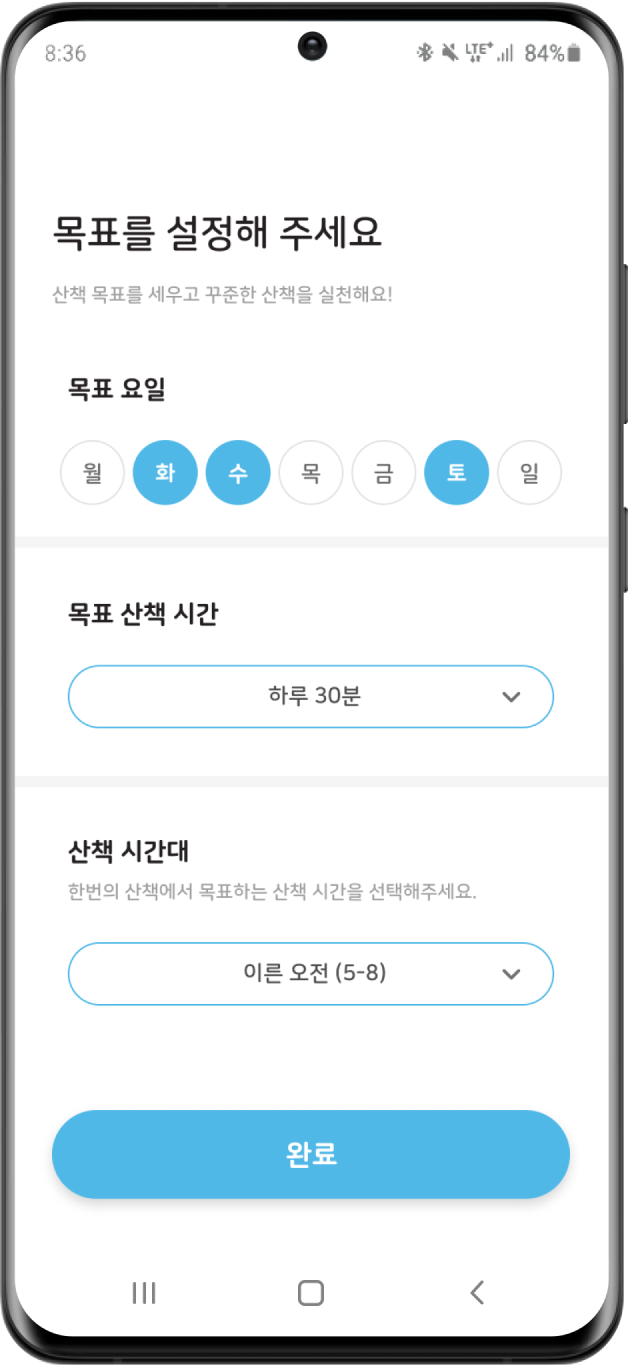 8:36
LTE+ 84%
목표를 설정해 주세요
산책 목표를 세우고 꾸준한 산책을 실천해요!
목표 요일
월 화 수 목 금 토 일
목표 산책 시간
하루 30분
산책 시간대
한번의 산책에서 목표하는 산책 시간을 선택해주세요.
이른 오전 (5-8)
완료